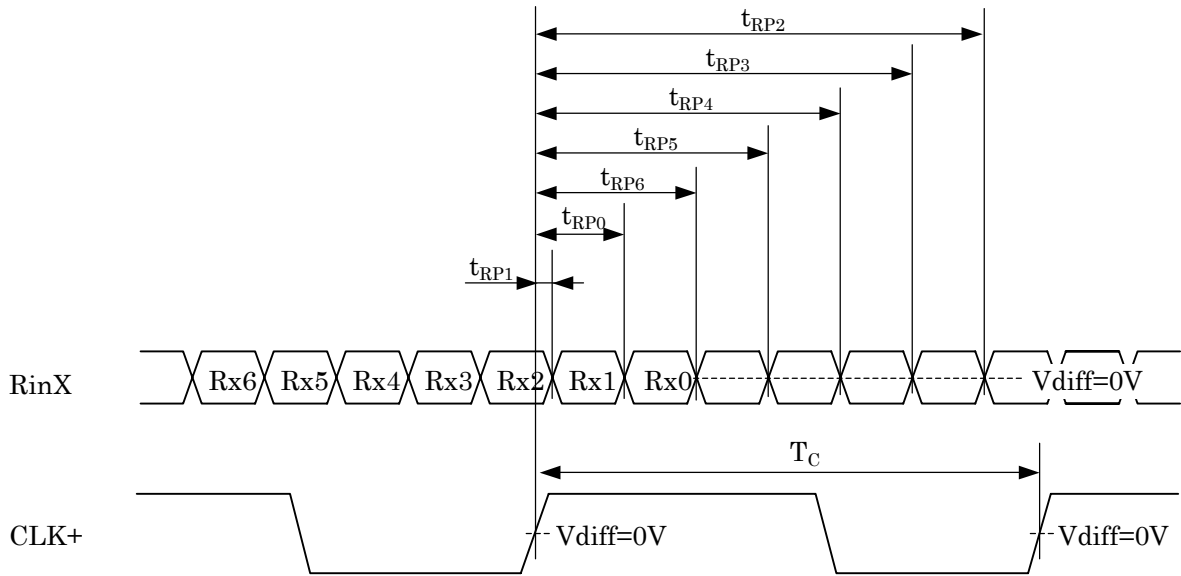 tRP2
tRP3
tRP4
tRP5
tRP6
tRP0
tRP1
RinX Rx6 Rx5 Rx4 Rx3 Rx2 Rx1 Rx0 Vdiff=0V
TC
CLK+ Vdiff=0V Vdiff=0V